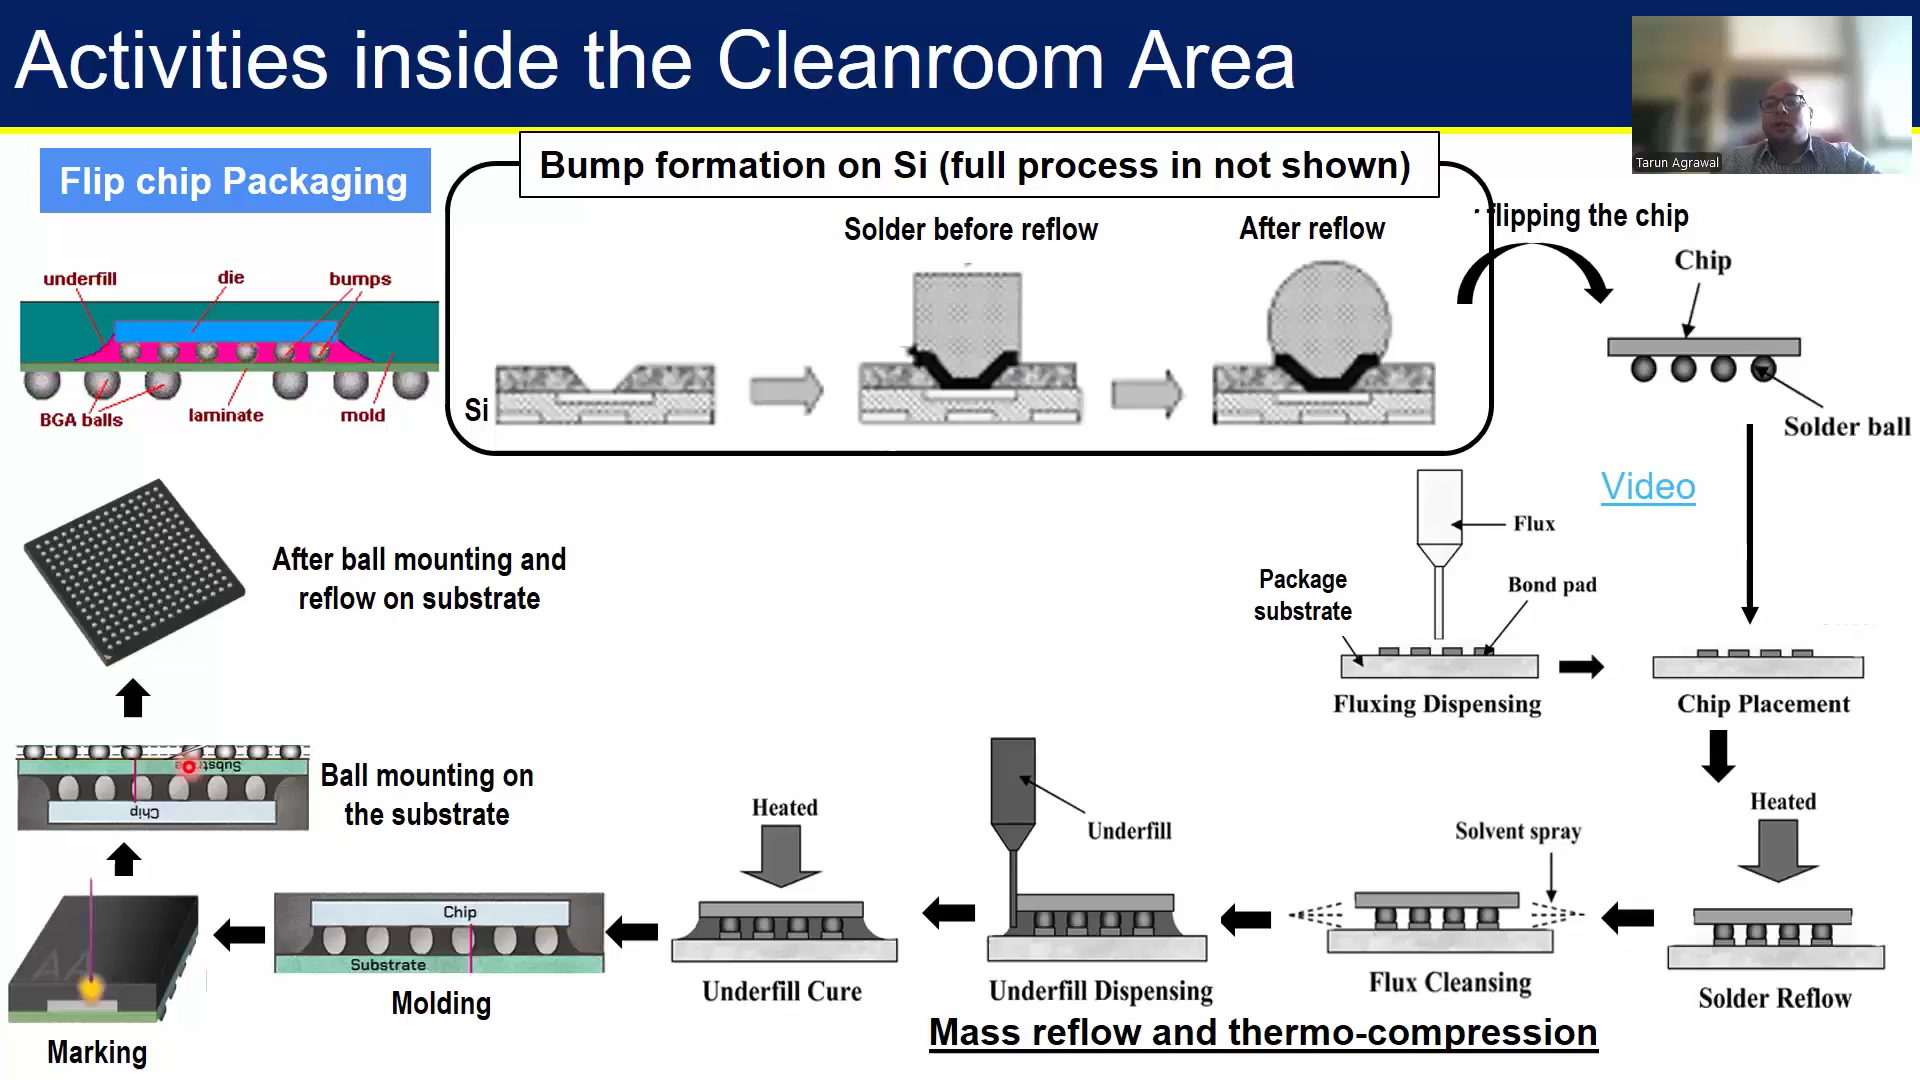 Activities inside the Cleanroom Area
Tarun Agrawal
Flip chip Packaging
Bump formation on Si (full process in not shown)
Solder before reflow
After reflow
flipping the chip
underfill
die
bumps
BGA balls
laminate
mold
Si
Chip
Solder ball
Video
Flux
Package
substrate
Bond pad
Fluxing Dispensing
Chip Placement
After ball mounting and
reflow on substrate
Ball mounting on
the substrate
Substrate
Chip
Heated
Underfill
Solvent spray
Heated
Chip
Substrate
Marking
Molding
Underfill Cure
Underfill Dispensing
Flux Cleansing
Solder Reflow
Mass reflow and thermo-compression